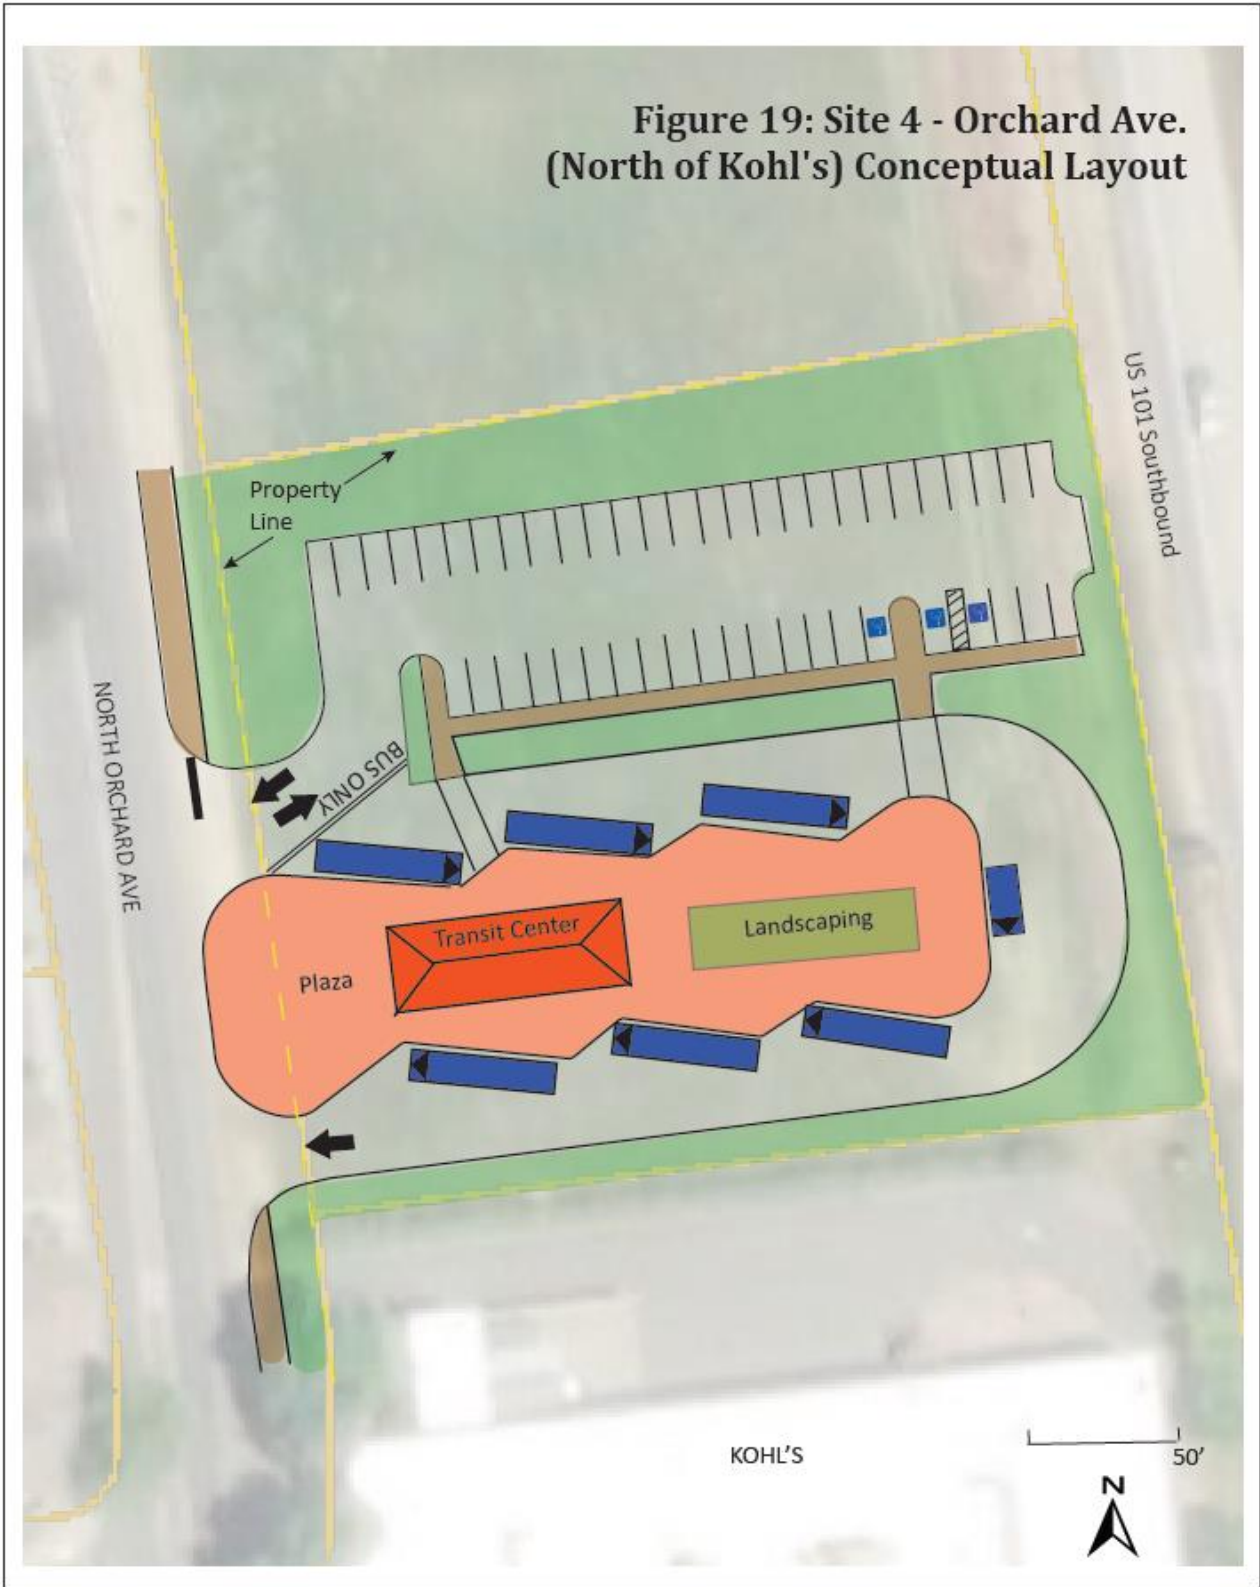 Figure 19: Site 4 - Orchard Ave.
(North of Kohl's) Conceptual Layout
US 101 Southbound
Property
Line
NORTH ORCHARD AVE
BUS ONLY
Transit Center
Landscaping
Plaza
KOHL'S
50'
N